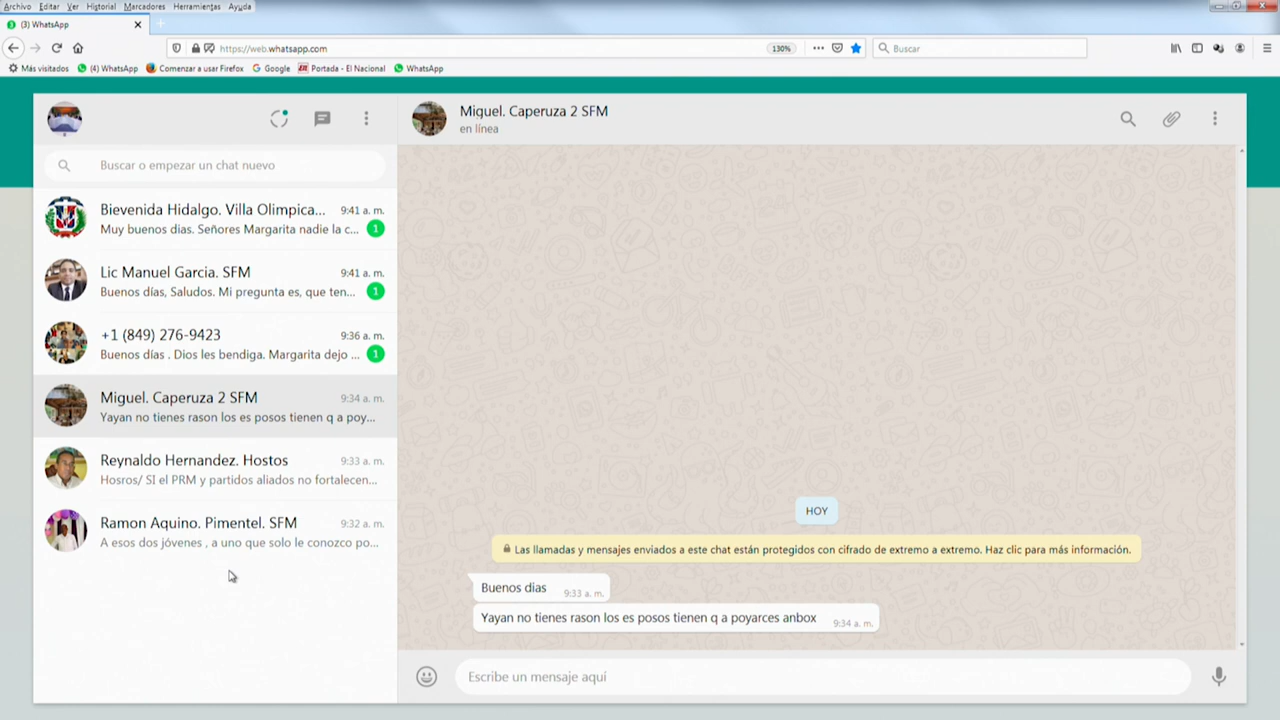 Archivo Editar Ver Historial Marcadores Herramientas Ayuda
(3) WhatsApp
https://web.whatsapp.com
130%
Buscar
Más visitados (4) WhatsApp Comenzar a usar Firefox Google Portada - El Nacional WhatsApp
Buscar o empezar un chat nuevo
Bievenida Hidalgo. Villa Olimpica... 9:41 a. m.
Muy buenos dias. Señores Margarita nadie la c... 1
Lic Manuel Garcia. SFM 9:41 a. m.
Buenos días, Saludos. Mi pregunta es, que ten... 1
+1 (849) 276-9423 9:36 a. m.
Buenos días . Dios les bendiga. Margarita dejo ... 1
Miguel. Caperuza 2 SFM 9:34 a. m.
Yayan no tienes rason los es posos tienen q a poy...
Reynaldo Hernandez. Hostos 9:33 a. m.
Hosros/ SI el PRM y partidos aliados no fortalecen...
Ramon Aquino. Pimentel. SFM 9:32 a. m.
A esos dos jóvenes , a uno que solo le conozco po...
Miguel. Caperuza 2 SFM
en línea
HOY
Las llamadas y mensajes enviados a este chat están protegidos con cifrado de extremo a extremo. Haz clic para más información.
Buenos dias 9:33 a. m.
Yayan no tienes rason los es posos tienen q a poyarces anbox 9:34 a. m.
Escribe un mensaje aquí